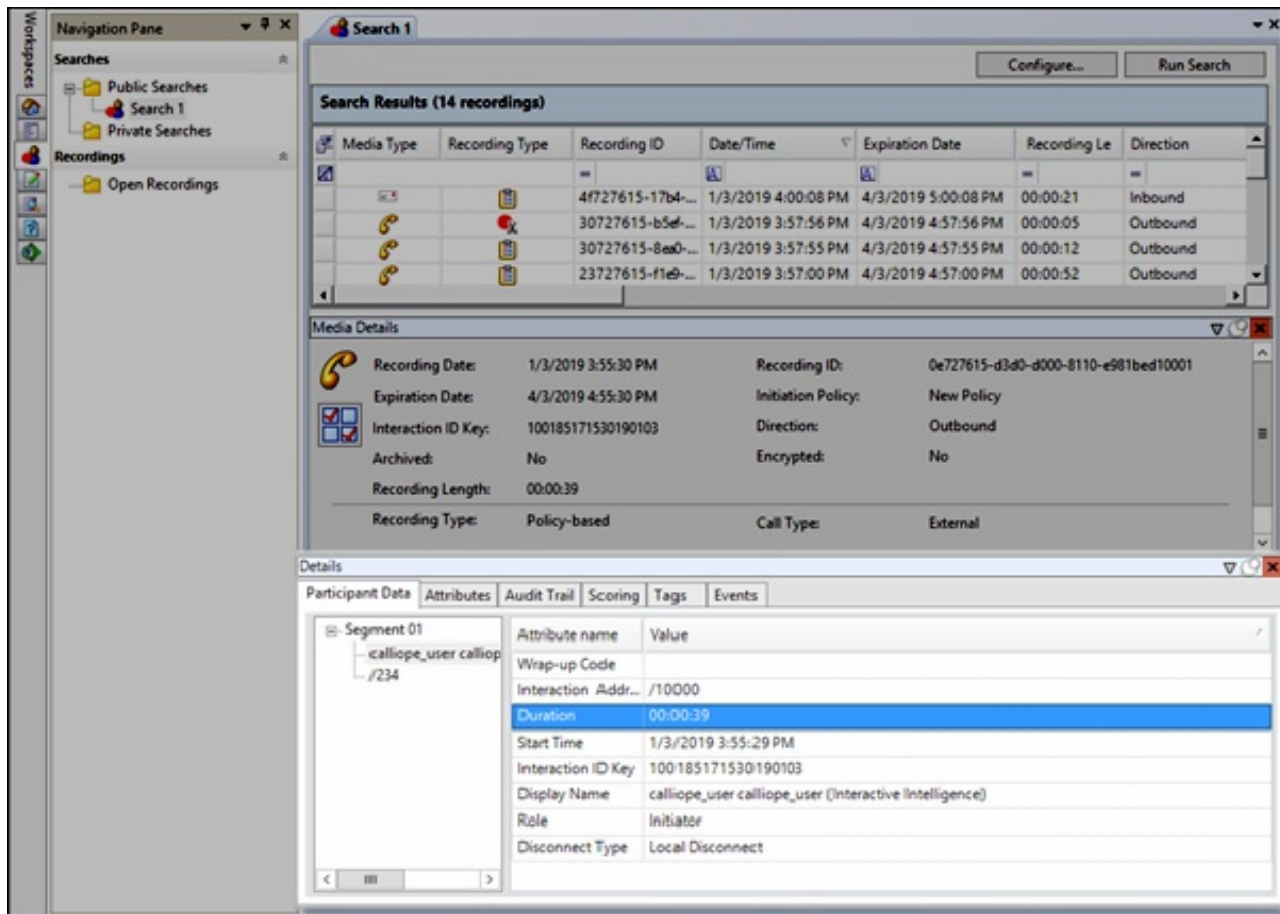 Workspaces
Navigation Pane
Searches
Public Searches
Search 1
Private Searches
Recordings
Open Recordings
Search 1
Configure... Run Search
Search Results (14 recordings)
Media Type Recording Type Recording ID Date/Time Expiration Date Recording Le Direction
= A A = =
4f727615-17b4-... 1/3/2019 4:00:08 PM 4/3/2019 5:00:08 PM 00:00:21 Inbound
30727615-b5ef-... 1/3/2019 3:57:56 PM 4/3/2019 4:57:56 PM 00:00:05 Outbound
30727615-8ea0-... 1/3/2019 3:57:55 PM 4/3/2019 4:57:55 PM 00:00:12 Outbound
23727615-f1e9-... 1/3/2019 3:57:00 PM 4/3/2019 4:57:00 PM 00:00:52 Outbound
Media Details
Recording Date: 1/3/2019 3:55:30 PM Recording ID: 0e727615-d3d0-d000-8110-e981bed10001
Expiration Date: 4/3/2019 4:55:30 PM Initiation Policy: New Policy
Interaction ID Key: 100185171530190103 Direction: Outbound
Archived: No Encrypted: No
Recording Length: 00:00:39
Recording Type: Policy-based Call Type: External
Details
Participant Data Attributes Audit Trail Scoring Tags Events
Segment 01
calliope_user calliop
//234
Attribute name Value
Wrap-up Code
Interaction Addr... /10000
Duration 00:00:39
Start Time 1/3/2019 3:55:29 PM
Interaction ID Key 100185171530190103
Display Name calliope_user calliope_user (Interactive Intelligence)
Role Initiator
Disconnect Type Local Disconnect